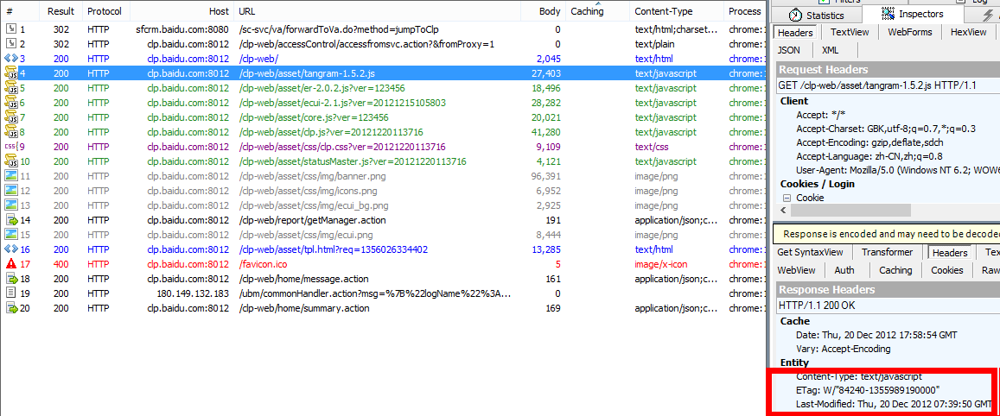 # Result Protocol Host URL Body Caching Content-Type Process
1 302 HTTP sfcrm.baidu.com:8080 /sc-svc/va/forwardToVa.do?method=jumpToClp 0 text/html;charset... chrome:1
2 302 HTTP clp.baidu.com:8012 /clp-web/accessControl/accessfromsvc.action?&fromProxy=1 0 text/plain chrome:1
3 200 HTTP clp.baidu.com:8012 /clp-web/ 2,045 text/html chrome:1
4 200 HTTP clp.baidu.com:8012 /clp-web/asset/tangram-1.5.2.js 27,403 text/javascript chrome:1
5 200 HTTP clp.baidu.com:8012 /clp-web/asset/er-2.0.2.js?ver=123456 18,496 text/javascript chrome:1
6 200 HTTP clp.baidu.com:8012 /clp-web/asset/ecui-2.1.js?ver=20121215105803 28,282 text/javascript chrome:1
7 200 HTTP clp.baidu.com:8012 /clp-web/asset/core.js?ver=123456 20,021 text/javascript chrome:1
8 200 HTTP clp.baidu.com:8012 /clp-web/asset/clp.js?ver=20121220113716 41,280 text/javascript chrome:1
css 9 200 HTTP clp.baidu.com:8012 /clp-web/asset/css/clp.css?ver=20121220113716 9,109 text/css chrome:1
10 200 HTTP clp.baidu.com:8012 /clp-web/asset/statusMaster.js?ver=20121220113716 4,121 text/javascript chrome:1
11 200 HTTP clp.baidu.com:8012 /clp-web/asset/css/img/banner.png 96,391 image/png chrome:1
12 200 HTTP clp.baidu.com:8012 /clp-web/asset/css/img/icons.png 6,952 image/png chrome:1
13 200 HTTP clp.baidu.com:8012 /clp-web/asset/css/img/ecui_bg.png 2,925 image/png chrome:1
14 200 HTTP clp.baidu.com:8012 /clp-web/report/getManager.action 191 application/json;c... chrome:1
15 200 HTTP clp.baidu.com:8012 /clp-web/asset/css/img/ecui.png 8,444 image/png chrome:1
16 200 HTTP clp.baidu.com:8012 /clp-web/asset/tpl.html?req=1356026334402 13,285 text/html chrome:1
17 400 HTTP clp.baidu.com:8012 /favicon.ico 5 image/x-icon chrome:1
18 200 HTTP clp.baidu.com:8012 /clp-web/home/message.action 161 application/json;c... chrome:1
19 200 HTTP 180.149.132.183 /ubm/commonHandler.action?msg=%7B%22logName%22%3A... 0 chrome:1
20 200 HTTP clp.baidu.com:8012 /clp-web/home/summary.action 169 application/json;c... chrome:1
Filters Log
Statistics Inspectors
Headers TextView WebForms HexView
JSON XML
Request Headers
GET /clp-web/asset/tangram-1.5.2.js HTTP/1.1
Client
Accept: */*
Accept-Charset: GBK,utf-8;q=0.7,*;q=0.3
Accept-Encoding: gzip,deflate,sdch
Accept-Language: zh-CN,zh;q=0.8
User-Agent: Mozilla/5.0 (Windows NT 6.2; WOW6
Cookies / Login
Cookie
Response is encoded and may need to be decoded
Get SyntaxView Transformer Headers Tex
WebView Auth Caching Cookies Raw
Response Headers
HTTP/1.1 200 OK
Cache
Date: Thu, 20 Dec 2012 17:58:54 GMT
Vary: Accept-Encoding
Entity
Content-Type: text/javascript
ETag: W/"84240-1355989190000"
Last-Modified: Thu, 20 Dec 2012 07:39:50 GMT